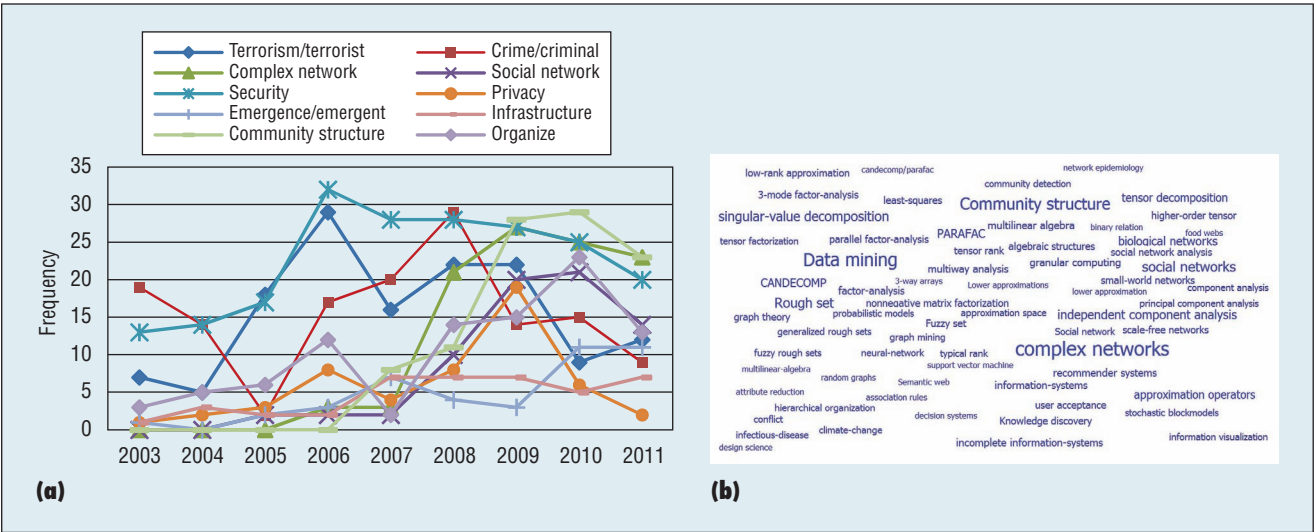 Terrorism/terrorist Crime/criminal
Complex network Social network
Security Privacy
Emergence/emergent Infrastructure
Community structure Organize
35
30
25
20
15
10
5
0
Frequency
2003 2004 2005 2006 2007 2008 2009 2010 2011
(a)
low-rank approximation candecomp/parafac network epidemiology
community detection
3-mode factor-analysis least-squares Community structure tensor decomposition
singular-value decomposition multilinear algebra binary relation higher-order tensor
tensor factorization parallel factor-analysis PARAFAC food webs
tensor rank algebraic structures biological networks
social network analysis
Data mining multiway analysis granular computing social networks
CANDECOMP 3-way arrays Lower approximations small-world networks
factor-analysis lower approximation component analysis
Rough set nonnegative matrix factorization principal component analysis
graph theory probabilistic models approximation space independent component analysis
generalized rough sets Fuzzy set Social network scale-free networks
graph mining
fuzzy rough sets neural-network typical rank complex networks
multilinear-algebra support vector machine recommender systems
random graphs Semantic web information-systems
attribute reduction association rules approximation operators
hierarchical organization decision systems user acceptance stochastic blockmodels
conflict Knowledge discovery
infectious-disease climate-change information visualization
design science incomplete information-systems
(b)